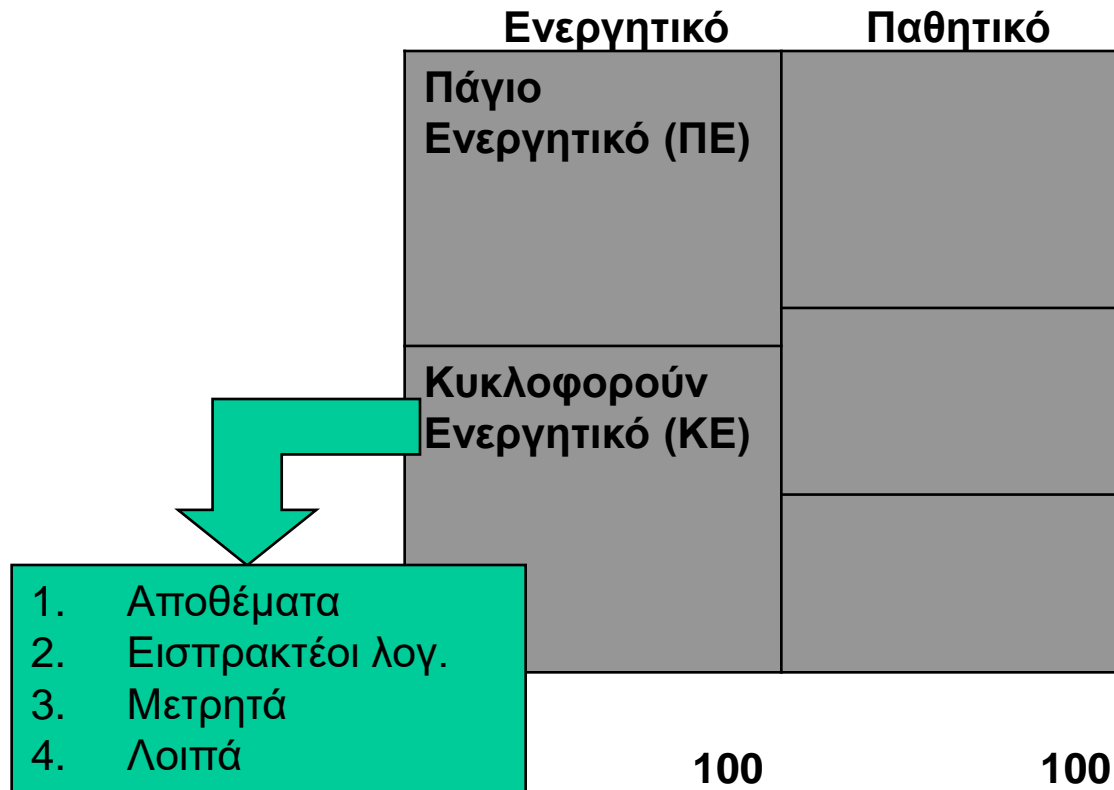 Ενεργητικό Παθητικό
Πάγιο
Ενεργητικό (ΠΕ)
Κυκλοφορούν
Ενεργητικό (ΚΕ)
1. Αποθέματα
2. Εισπρακτέοι λογ.
3. Μετρητά
4. Λοιπά
100 100